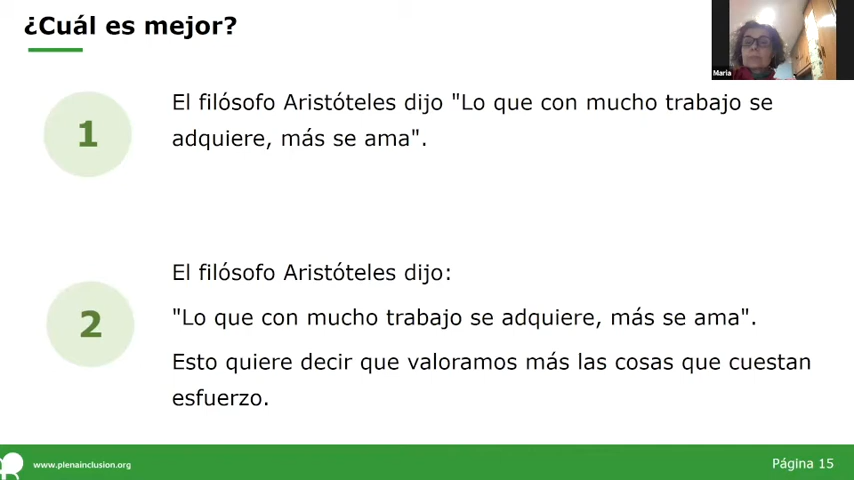 ¿Cuál es mejor?
Maria
1
El filósofo Aristóteles dijo "Lo que con mucho trabajo se
adquiere, más se ama".
2
El filósofo Aristóteles dijo:
"Lo que con mucho trabajo se adquiere, más se ama".
Esto quiere decir que valoramos más las cosas que cuestan
esfuerzo.
www.plenainclusion.org
Página 15